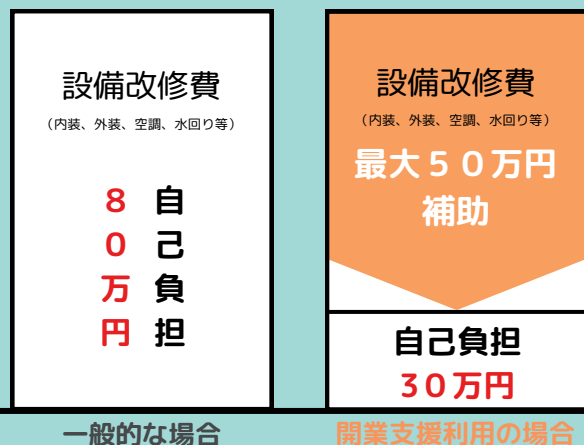 設備改修費
（内装、外装、空調、水回り等）
自己負担
８０万円
一般的な場合
設備改修費
（内装、外装、空調、水回り等）
最大５０万円
補助
自己負担
３０万円
開業支援利用の場合